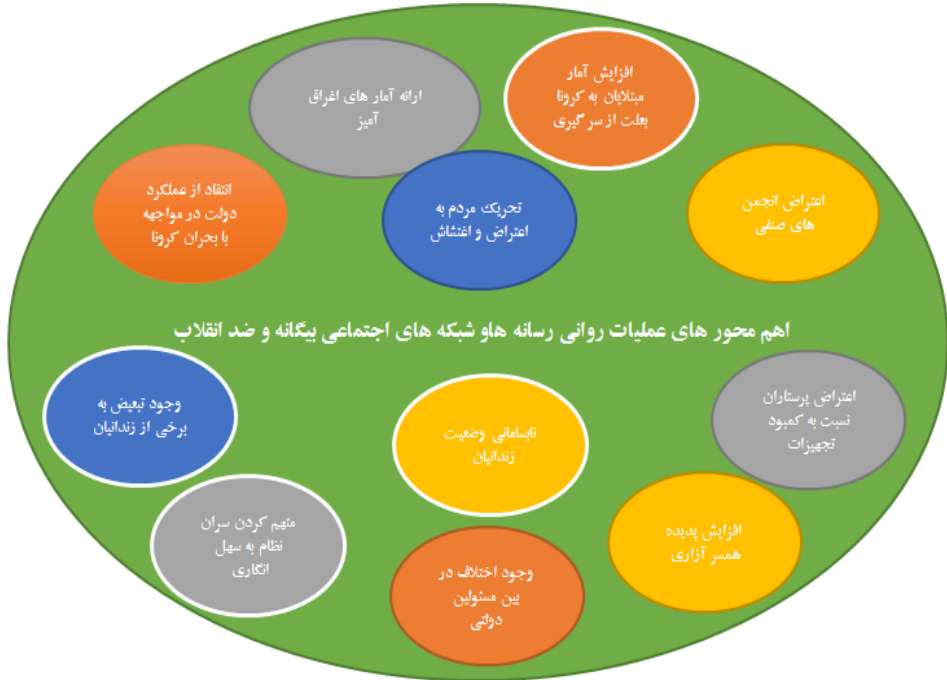 افزایش آمار
مبتلایان به کرونا
بعلت از سر گیری
ارائه آمار های اغراق
آمیز
اعتراض انجمن
های صنفی
تحریک مردم به
اعتراض و اغتشاش
انتقاد از عملکرد
دولت در مواجهه
با بحران کرونا
اهم محور های عملیات روانی رسانه هاو شبکه های اجتماعی بیگانه و ضد انقلاب
اعتراض پرستاران
نسبت به کمبود
تجهیزات
نابسامانی وضعیت
زندانیان
وجود تبعیض به
برخی از زندانیان
افزایش پدیده
همسر آزاری
وجود اختلاف در
بین مسئولین
دولتی
متهم کردن سران
نظام به سهل
انگاری